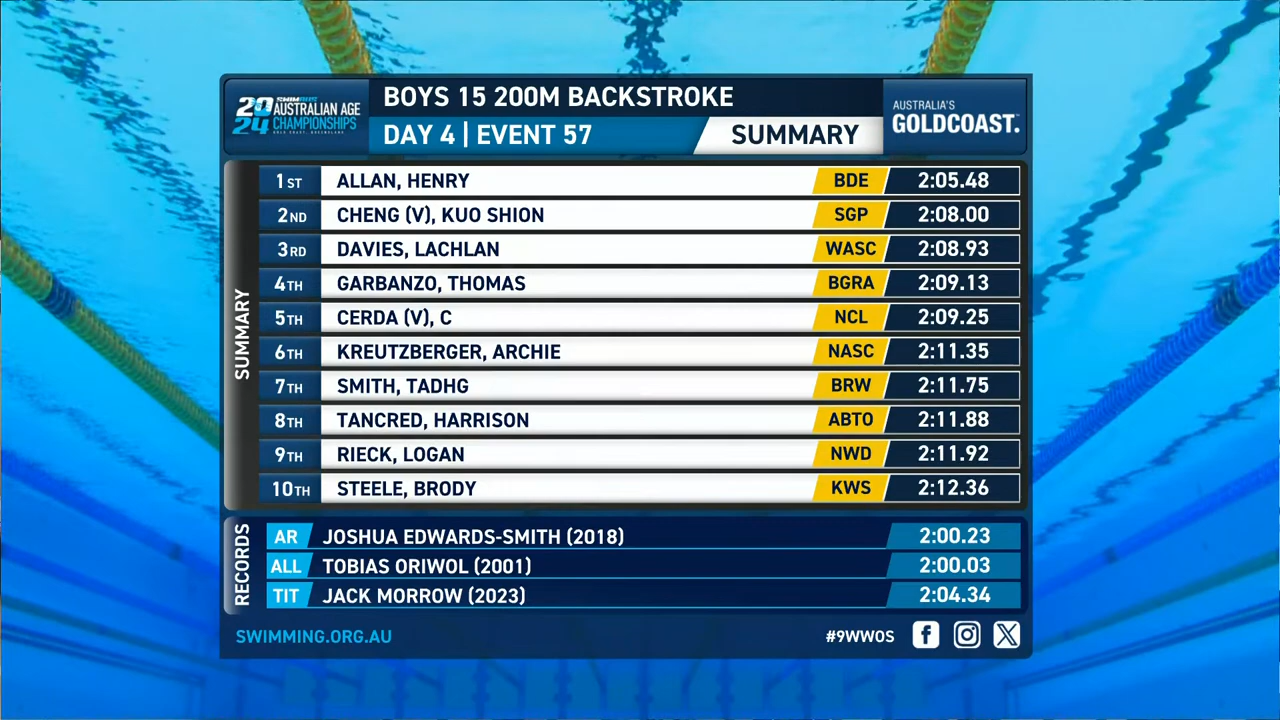 SWIMAUS
2024 AUSTRALIAN AGE CHAMPIONSHIPS
GOLD COAST, QUEENSLAND
BOYS 15 200M BACKSTROKE
DAY 4 | EVENT 57
SUMMARY
AUSTRALIA'S
GOLDCOAST.
SUMMARY
1ST ALLAN, HENRY BDE 2:05.48
2ND CHENG (V), KUO SHION SGP 2:08.00
3RD DAVIES, LACHLAN WASC 2:08.93
4TH GARBANZO, THOMAS BGRA 2:09.13
5TH CERDA (V), C NCL 2:09.25
6TH KREUTZBERGER, ARCHIE NASC 2:11.35
7TH SMITH, TADHG BRW 2:11.75
8TH TANCRED, HARRISON ABTO 2:11.88
9TH RIECK, LOGAN NWD 2:11.92
10TH STEELE, BRODY KWS 2:12.36
RECORDS
AR JOSHUA EDWARDS-SMITH (2018) 2:00.23
ALL TOBIAS ORIWOL (2001) 2:00.03
TIT JACK MORROW (2023) 2:04.34
SWIMMING.ORG.AU
#9WWOS